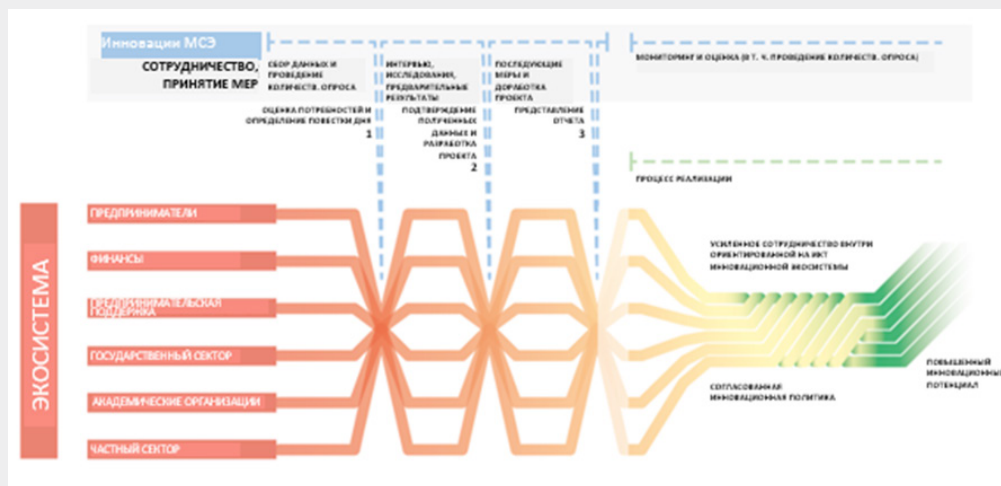 Инновации МСЭ
СОТРУДНИЧЕСТВО,
ПРИНЯТИЕ МЕР
СБОР ДАННЫХ И
ПРОВЕДЕНИЕ
КОЛИЧЕСТВ. ОПРОСА
ИНТЕРВЬЮ,
ИССЛЕДОВАНИЯ,
ПРЕДВАРИТЕЛЬНЫЕ
РЕЗУЛЬТАТЫ
ПОСЛЕДУЮЩИЕ
МЕРЫ И
ДОРАБОТКА
ПРОЕКТА
МОНИТОРИНГ И ОЦЕНКА (В Т. Ч. ПРОВЕДЕНИЕ КОЛИЧЕСТВ. ОПРОСА)
ОЦЕНКА ПОТРЕБНОСТЕЙ И
ОПРЕДЕЛЕНИЕ ПОВЕСТКИ ДНЯ
1
ПОДТВЕРЖДЕНИЕ
ПОЛУЧЕННЫХ
ДАННЫХ И
РАЗРАБОТКА
ПРОЕКТА
2
ПРЕДСТАВЛЕНИЕ
ОТЧЕТА
3
ПРОЦЕСС РЕАЛИЗАЦИИ
ЭКОСИСТЕМА
ПРЕДПРИНИМАТЕЛИ
ФИНАНСЫ
ПРЕДПРИНИМАТЕЛЬСКАЯ
ПОДДЕРЖКА
ГОСУДАРСТВЕННЫЙ СЕКТОР
АКАДЕМИЧЕСКИЕ ОРГАНИЗАЦИИ
ЧАСТНЫЙ СЕКТОР
УСИЛЕННОЕ СОТРУДНИЧЕСТВО ВНУТРИ
ОРИЕНТИРОВАННОЙ НА ИКТ
ИННОВАЦИОННОЙ ЭКОСИСТЕМЫ
СОГЛАСОВАННАЯ
ИННОВАЦИОННАЯ ПОЛИТИКА
ПОВЫШЕННЫЙ
ИННОВАЦИОННЫЙ
ПОТЕНЦИАЛ